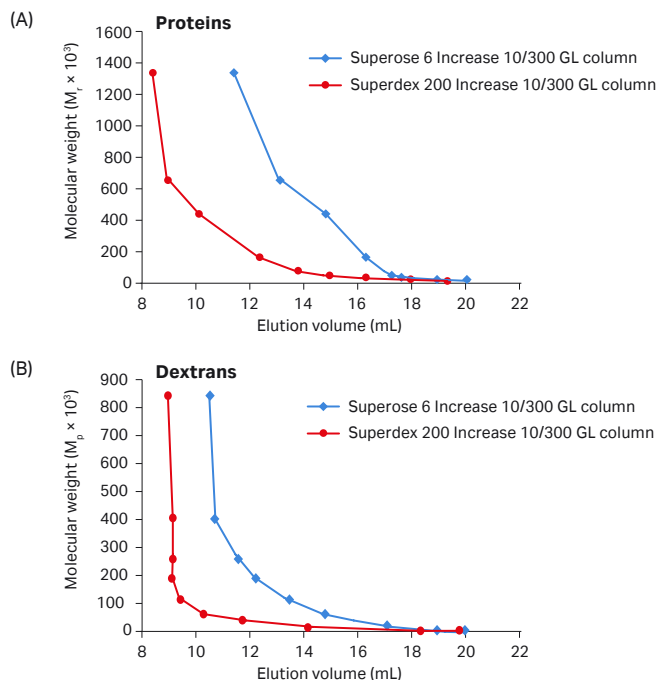 (A)
Proteins
Superose 6 Increase 10/300 GL column
Superdex 200 Increase 10/300 GL column
Molecular weight (Mr × 10³)
1600
1400
1200
1000
800
600
400
200
0
8 10 12 14 16 18 20 22
Elution volume (mL)
(B)
Dextrans
Superose 6 Increase 10/300 GL column
Superdex 200 Increase 10/300 GL column
Molecular weight (Mp × 10³)
900
800
700
600
500
400
300
200
100
0
8 10 12 14 16 18 20 22
Elution volume (mL)